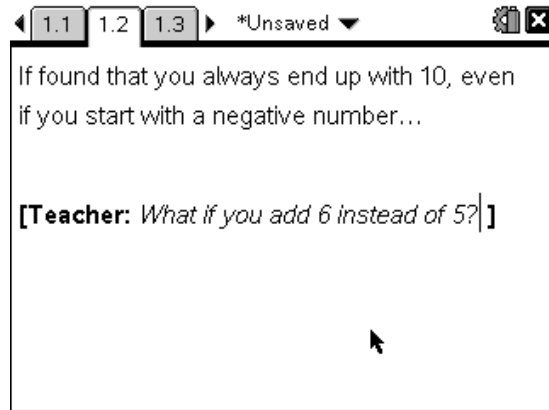 1.1 1.2 1.3 *Unsaved
If found that you always end up with 10, even
if you start with a negative number...
[Teacher: What if you add 6 instead of 5? ]